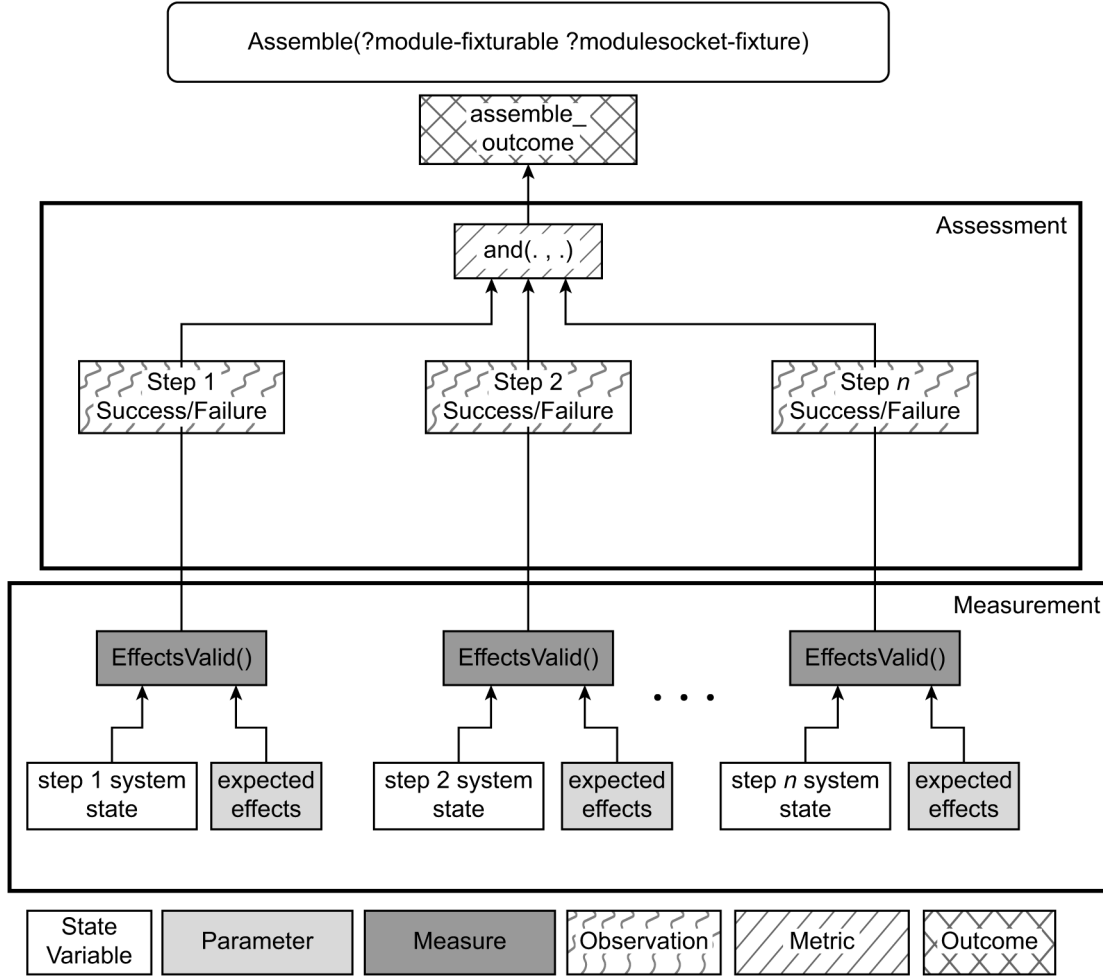 Assemble(?module-fixturable ?modulesocket-fixture)
assemble_
outcome
Assessment
and(. , .)
Step 1
Success/Failure
Step 2
Success/Failure
Step n
Success/Failure
Measurement
EffectsValid()
EffectsValid()
EffectsValid()
. . .
step 1 system
state
expected
effects
step 2 system
state
expected
effects
step n system
state
expected
effects
State
Variable
Parameter
Measure
Observation
Metric
Outcome